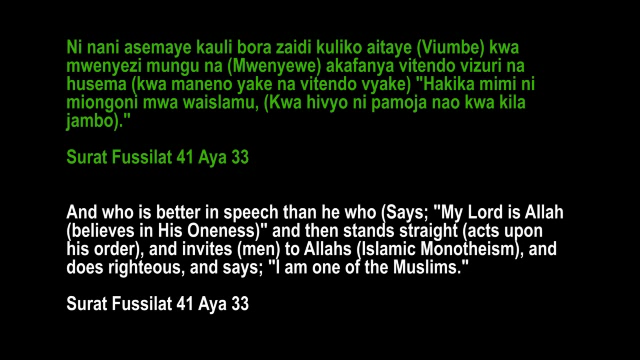 Ni nani asemaye kauli bora zaidi kuliko aitaye (Viumbe) kwa
mwenyezi mungu na (Mwenyewe) akafanya vitendo vizuri na
husema (kwa maneno yake na vitendo vyake) "Hakika mimi ni
miongoni mwa waislamu, (Kwa hivyo ni pamoja nao kwa kila
jambo)."
Surat Fussilat 41 Aya 33
And who is better in speech than he who (Says; "My Lord is Allah
(believes in His Oneness)" and then stands straight (acts upon
his order), and invites (men) to Allahs (Islamic Monotheism), and
does righteous, and says; "I am one of the Muslims."
Surat Fussilat 41 Aya 33